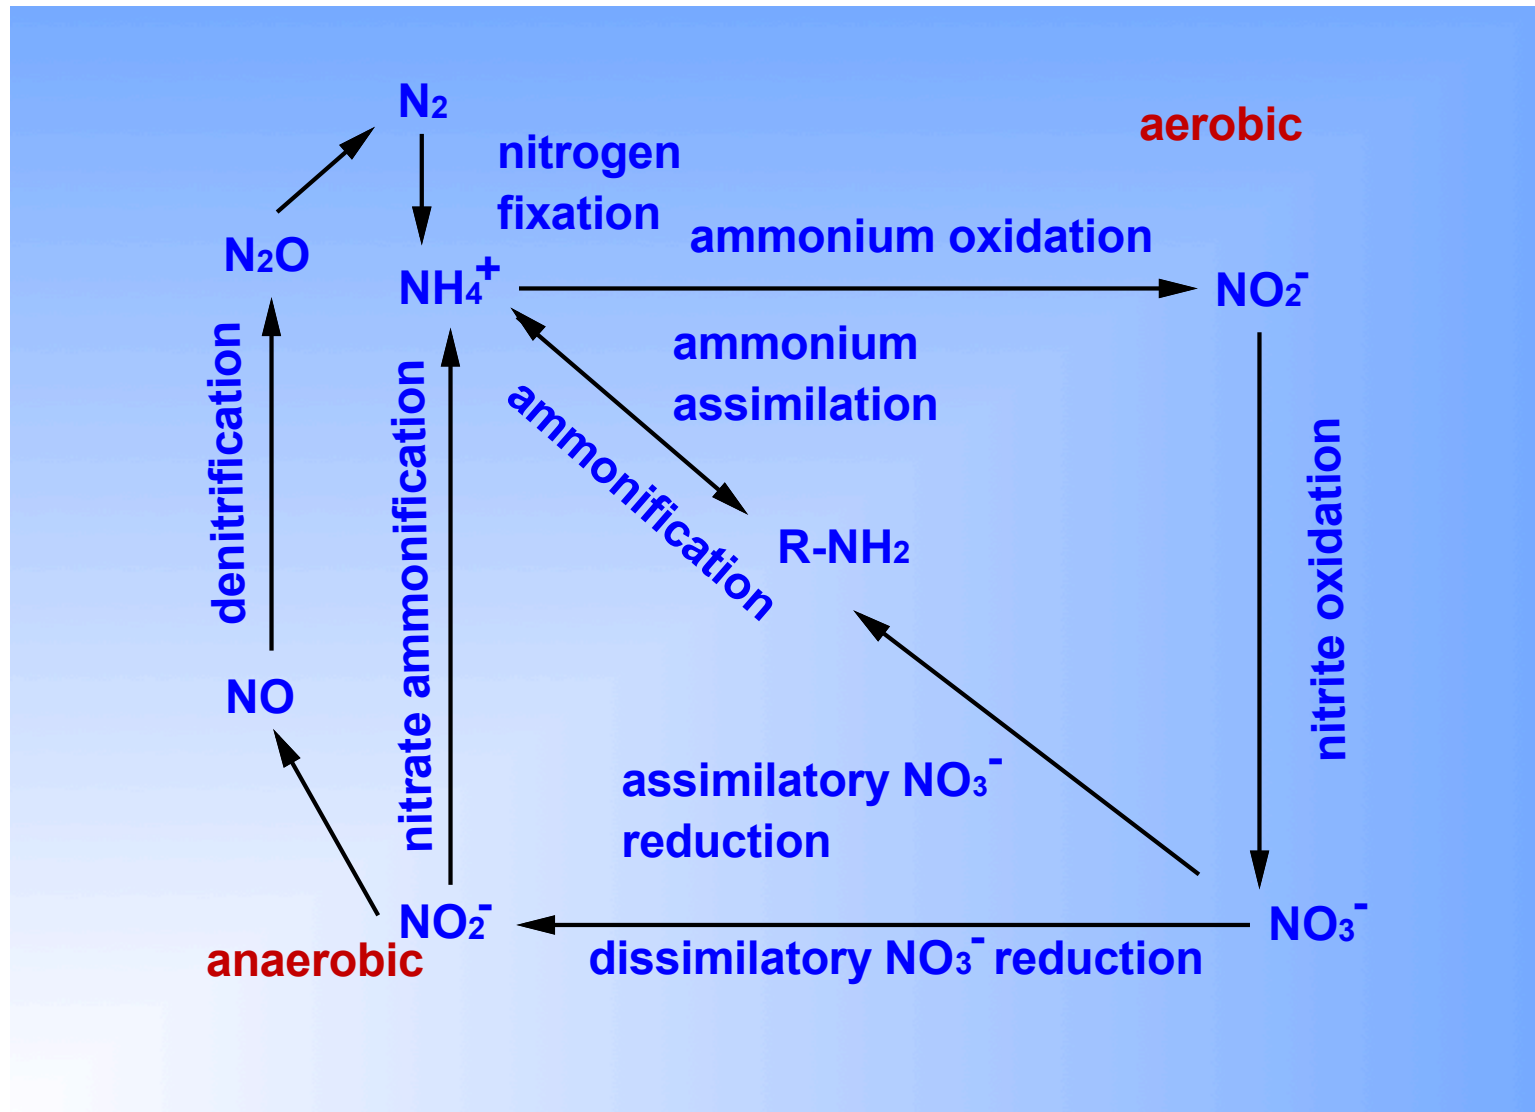 N₂
aerobic
nitrogen
fixation
ammonium oxidation
N₂O
NH₄⁺
NO₂⁻
ammonium
assimilation
ammonification
denitrification
nitrate ammonification
nitrite oxidation
R-NH₂
NO
assimilatory NO₃⁻
reduction
NO₂⁻
NO₃⁻
anaerobic
dissimilatory NO₃⁻ reduction